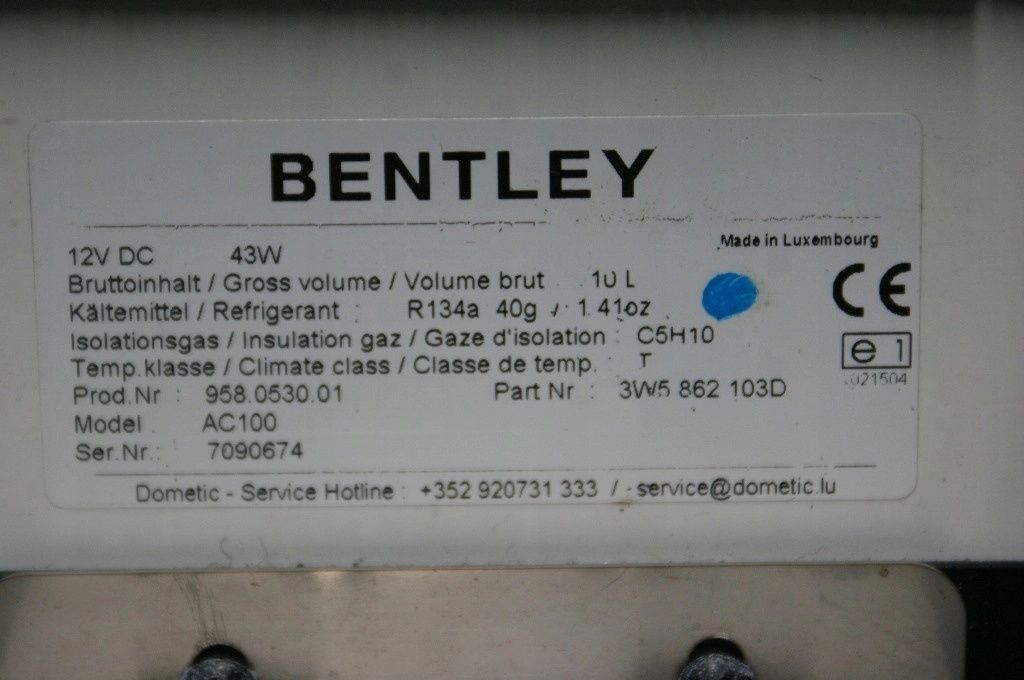 BENTLEY
Made in Luxembourg
12V DC 43W
Bruttoinhalt / Gross volume / Volume brut : 10 L
Kältemittel / Refrigerant : R134a 40g / 1.41oz
Isolationsgas / Insulation gaz / Gaze d'isolation : C5H10
Temp.klasse / Climate class / Classe de temp. : T
CE
e 1
021504
Prod.Nr : 958.0530.01 Part Nr : 3W5 862 103D
Model : AC100
Ser.Nr.: 7090674
Dometic - Service Hotline : +352 920731 333 / service@dometic.lu